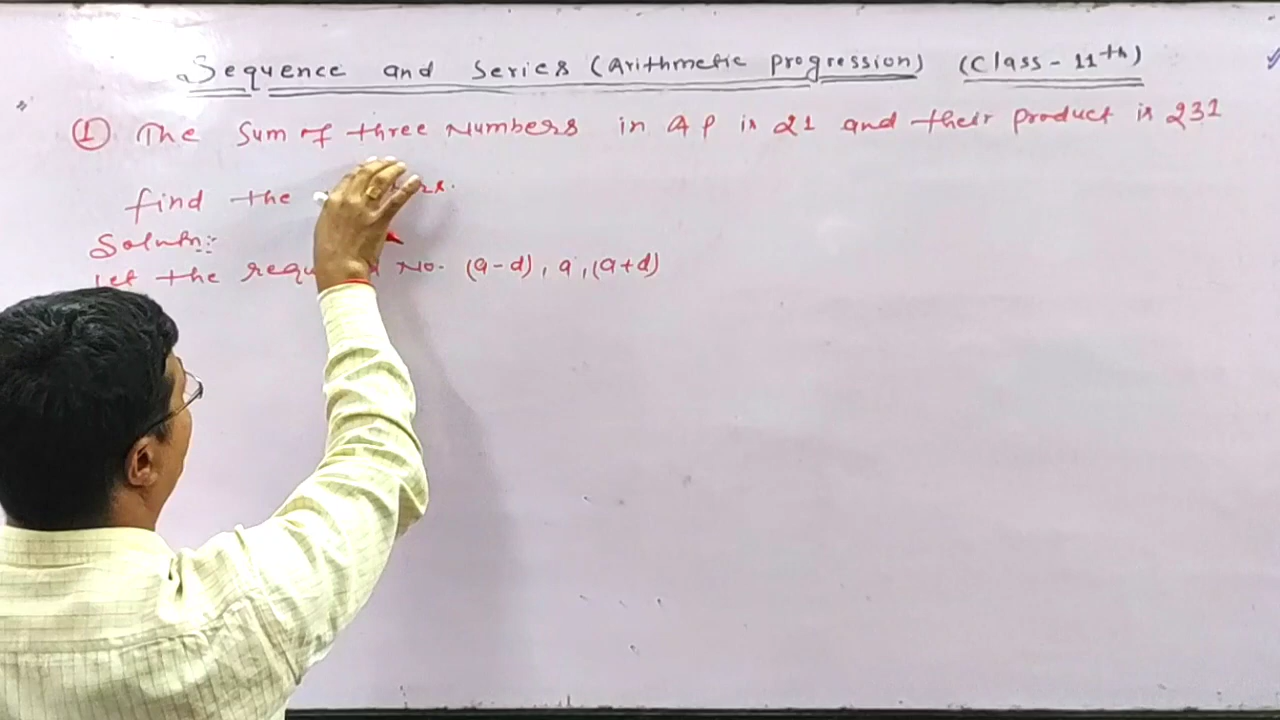 Sequence and Series (Arithmetic progression) (Class-11th)
① The Sum of three Numbers in AP is 21 and their product is 231
find the
Solutn:-
Let the No. (a-d), a, (a+d)